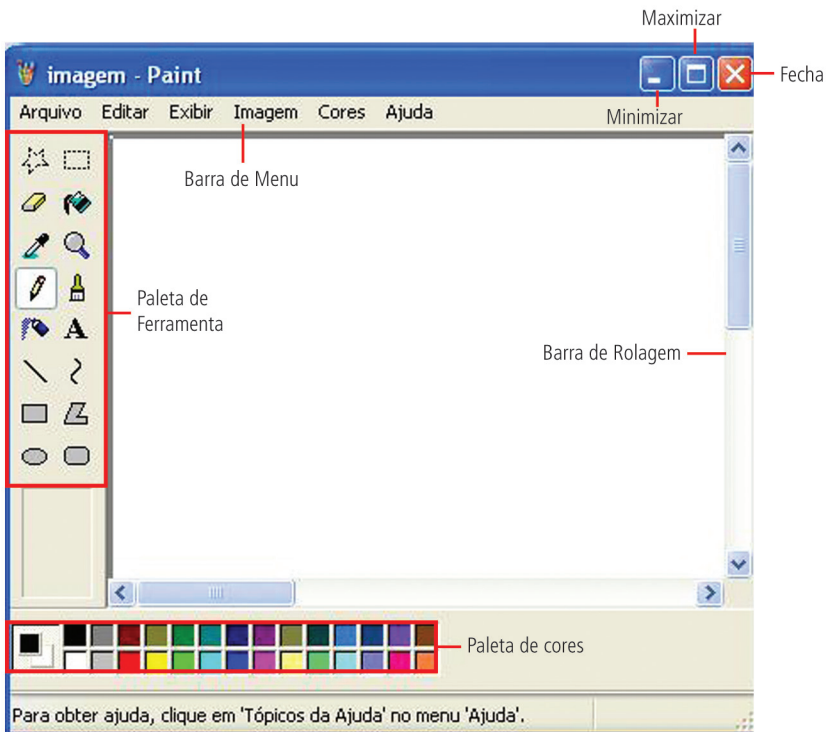 Maximizar
imagem - Paint
Fecha
Arquivo Editar Exibir Imagem Cores Ajuda
Minimizar
Barra de Menu
Paleta de
Ferramenta
A
Barra de Rolagem
Paleta de cores
Para obter ajuda, clique em 'Tópicos da Ajuda' no menu 'Ajuda'.